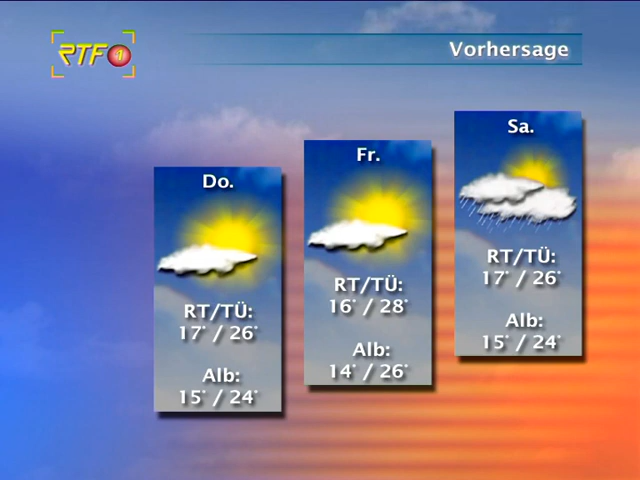 RTF 1
Vorhersage
Do.
RT/TÜ:
17° / 26°
Alb:
15° / 24°
Fr.
RT/TÜ:
16° / 28°
Alb:
14° / 26°
Sa.
RT/TÜ:
17° / 26°
Alb:
15° / 24°